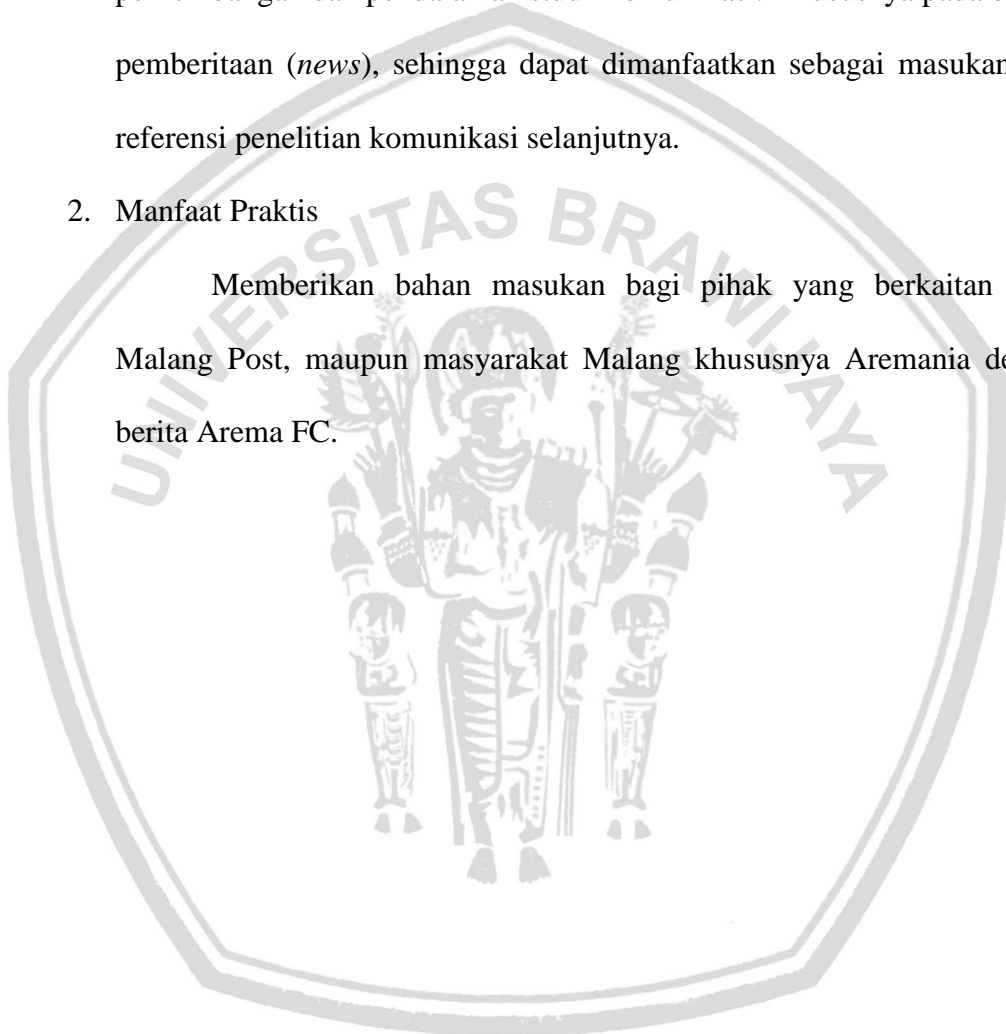 pemberitaan (news), sehingga dapat dimanfaatkan sebagai masukan
referensi penelitian komunikasi selanjutnya.
2. Manfaat Praktis
Memberikan bahan masukan bagi pihak yang berkaitan
Malang Post, maupun masyarakat Malang khususnya Aremania
berita Arema FC.
UNIVERSITAS BRAWIJAYA